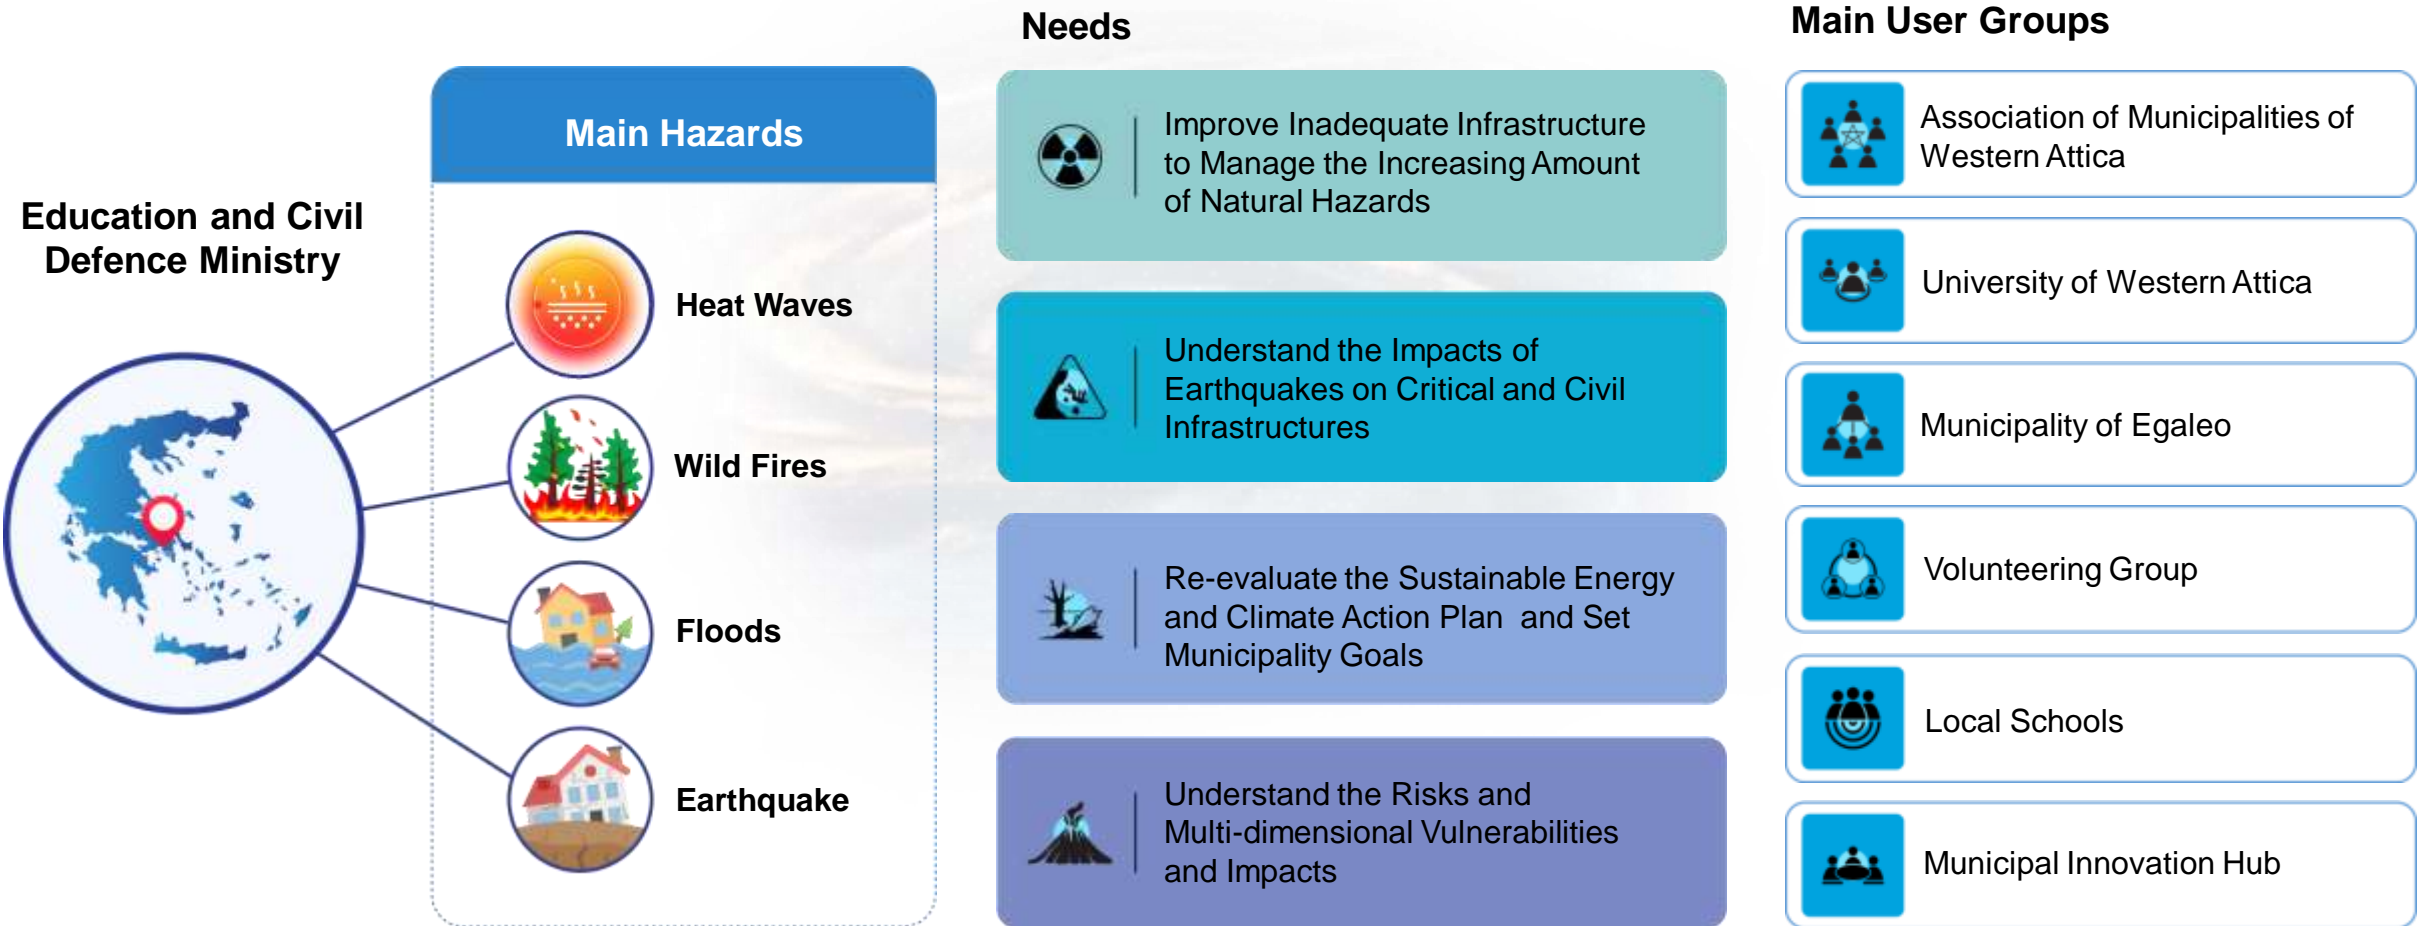 Education and Civil
Defence Ministry
Main Hazards
Heat Waves
Wild Fires
Floods
Earthquake
Needs
Improve Inadequate Infrastructure
to Manage the Increasing Amount
of Natural Hazards
Understand the Impacts of
Earthquakes on Critical and Civil
Infrastructures
Re-evaluate the Sustainable Energy
and Climate Action Plan and Set
Municipality Goals
Understand the Risks and
Multi-dimensional Vulnerabilities
and Impacts
Main User Groups
Association of Municipalities of
Western Attica
University of Western Attica
Municipality of Egaleo
Volunteering Group
Local Schools
Municipal Innovation Hub